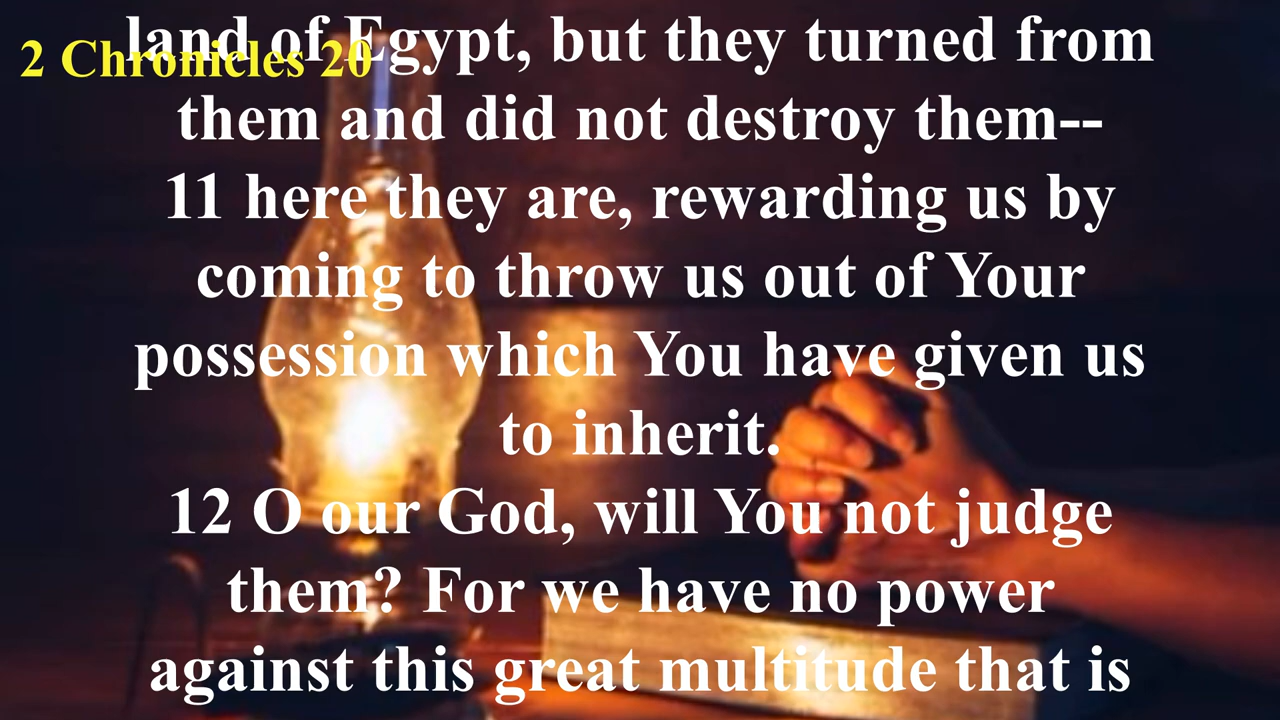 2 Chronicles 20
land of Egypt, but they turned from
them and did not destroy them--
11 here they are, rewarding us by
coming to throw us out of Your
possession which You have given us
to inherit.
12 O our God, will You not judge
them? For we have no power
against this great multitude that is